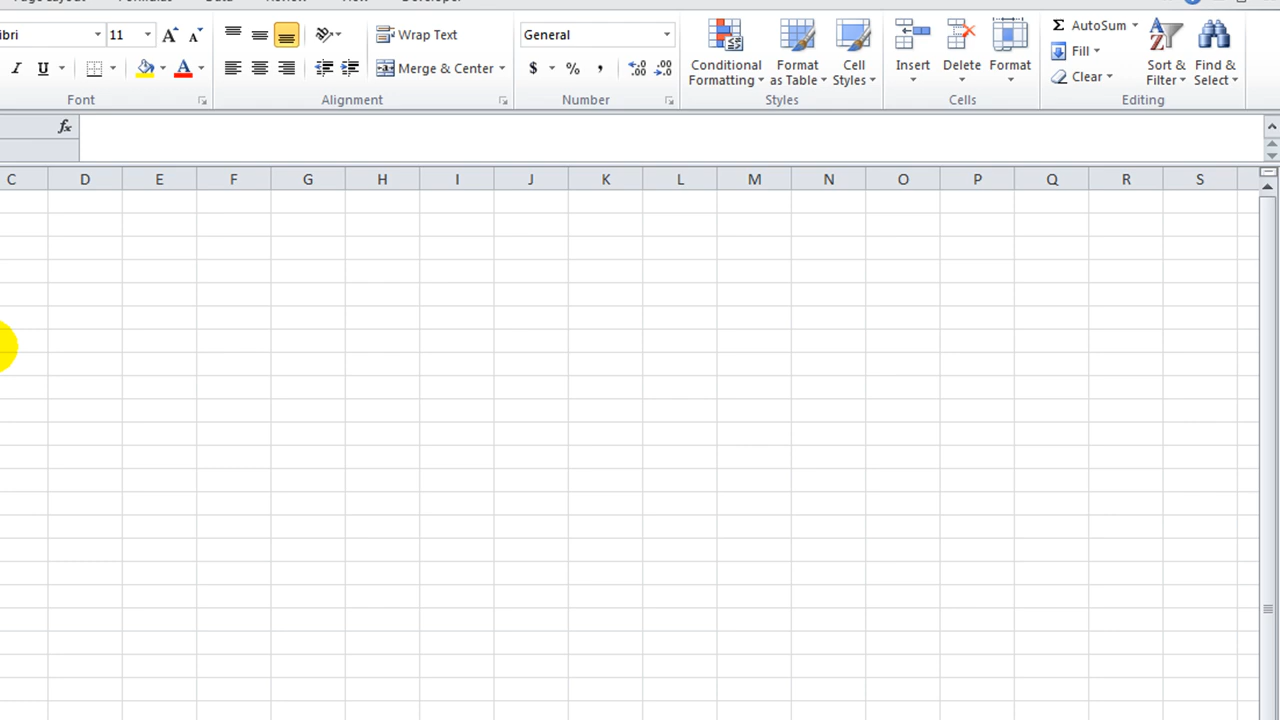 11
Wrap Text
General
AutoSum
Fill
Clear
Merge & Center
$ % ,
Conditional Formatting
Format as Table
Cell Styles
Insert
Delete
Format
Sort & Filter
Find & Select
Font
Alignment
Number
Styles
Cells
Editing
fx
C D E F G H I J K L M N O P Q R S